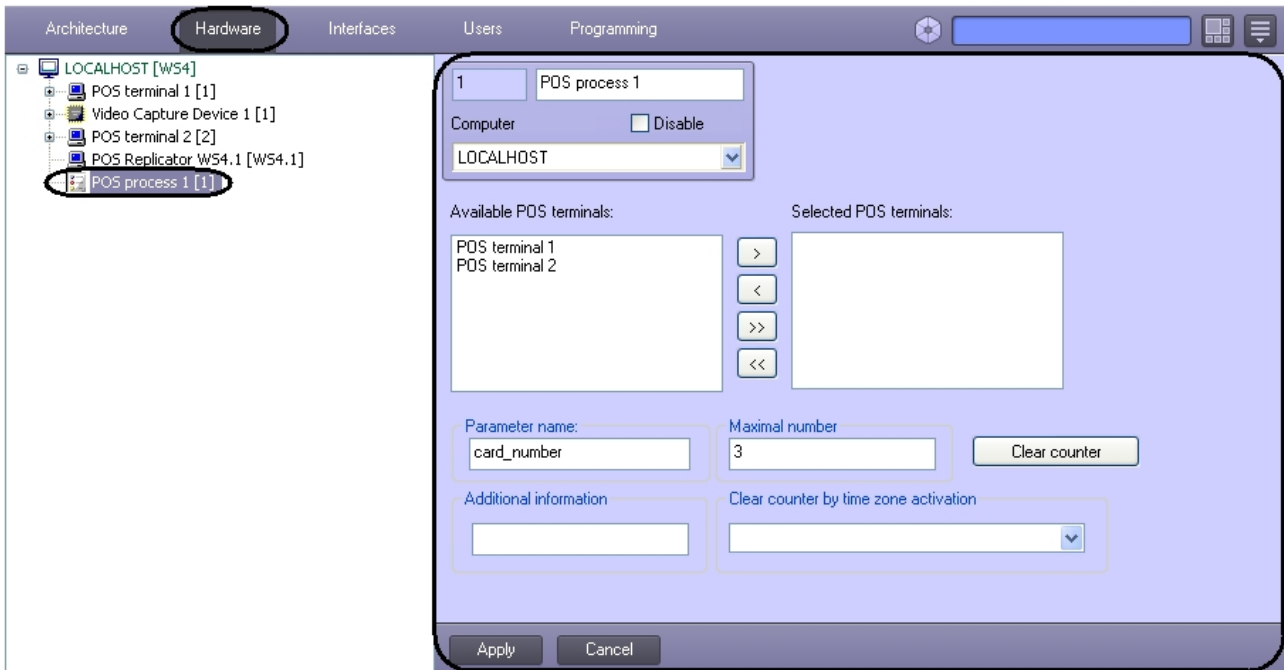 Architecture Hardware Interfaces Users Programming
LOCALHOST [WS4]
POS terminal 1 [1]
Video Capture Device 1 [1]
POS terminal 2 [2]
POS Replicator WS4.1 [WS4.1]
POS process 1 [1]
1 POS process 1
Computer Disable
LOCALHOST
Available POS terminals: Selected POS terminals:
POS terminal 1
POS terminal 2
>
<
>>
<<
Parameter name: Maximal number
card_number 3 Clear counter
Additional information Clear counter by time zone activation
Apply Cancel